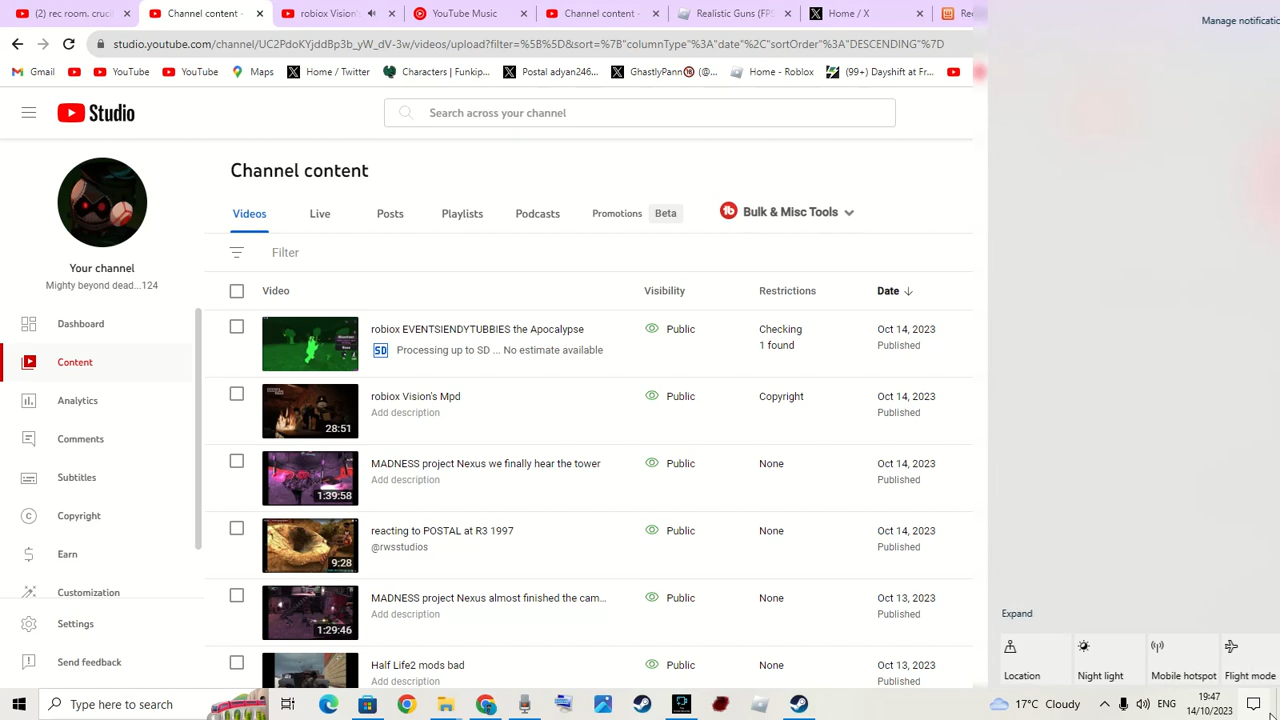 (2) rec room : crucib
Channel content -
robiox Vision's
YouTube Music
Channel content -
Realistic Guns (FPS
Home
Rec
Manage notificatio
studio.youtube.com/channel/UC2PdoKYjddBp3b_yW_dV-3w/videos/upload?filter=%5B%5D&sort=%7B"columnType"%3A"date"%2C"sortOrder"%3A"DESCENDING"%7D
Gmail
YouTube
YouTube
Maps
Home / Twitter
Characters | Funkip...
Postal adyan246...
GhastlyPann🔞 (@...
Home - Roblox
(99+) Dayshift at Fr...
Studio
Search across your channel
Channel content
Videos
Live
Posts
Playlists
Podcasts
Promotions
Beta
Bulk & Misc Tools
Filter
Your channel
Mighty beyond dead...124
Video
Visibility
Restrictions
Date
Dashboard
Content
Analytics
Comments
Subtitles
Copyright
Earn
Customization
Settings
Send feedback
robiox EVENTSIENDYTUBBIES the Apocalypse
Public
Checking
Oct 14, 2023
SD
Processing up to SD ... No estimate available
1 found
Published
robiox Vision's Mpd
Public
Copyright
Oct 14, 2023
28:51
Add description
Published
MADNESS project Nexus we finally hear the tower
Public
None
Oct 14, 2023
1:39:58
Add description
Published
reacting to POSTAL at R3 1997
Public
None
Oct 14, 2023
9:28
@rwsstudios
Published
MADNESS project Nexus almost finished the cam...
Public
None
Oct 13, 2023
1:29:46
Add description
Published
Half Life2 mods bad
Public
None
Oct 13, 2023
Add description
Published
Expand
Location
Night light
Mobile hotspot
Flight mode
Type here to search
17°C Cloudy
ENG
19:47
14/10/2023